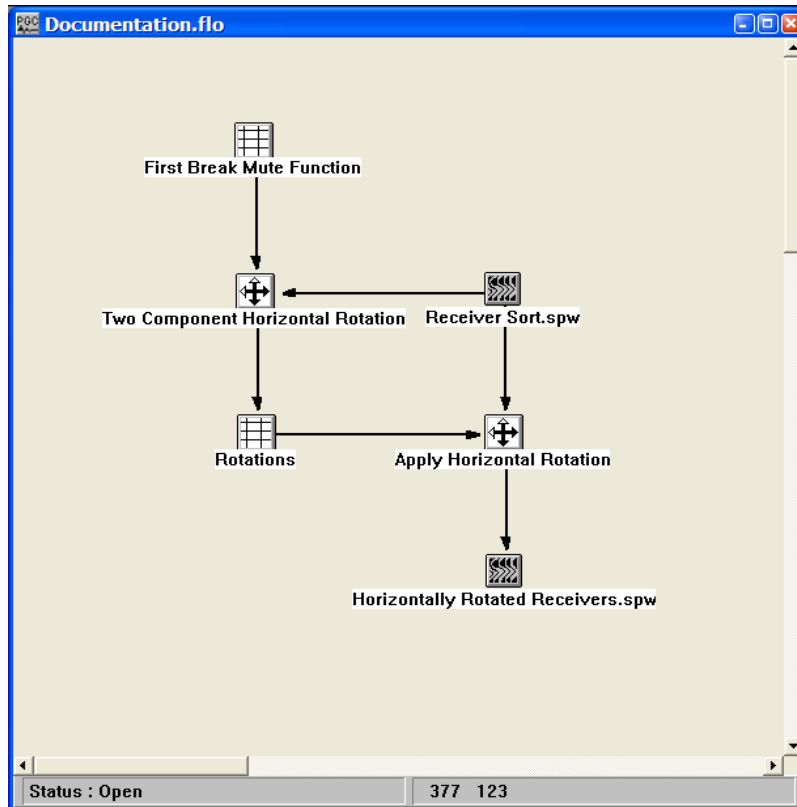 PGC
Documentation.flo
First Break Mute Function
Two Component Horizontal Rotation
Receiver Sort.spw
Rotations
Apply Horizontal Rotation
Horizontally Rotated Receivers.spw
Status : Open
377 123